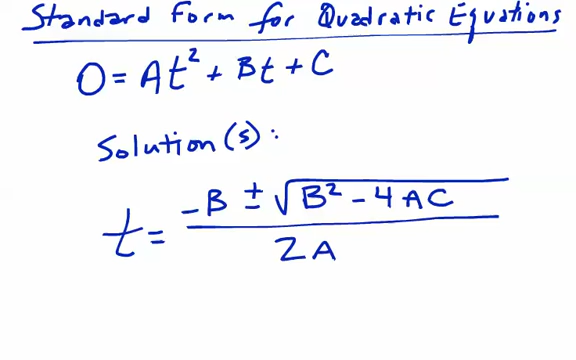 Standard Form for Quadratic Equations
0 = At² + Bt + C
Solution(s):
t = -B ± √B² - 4AC / 2A